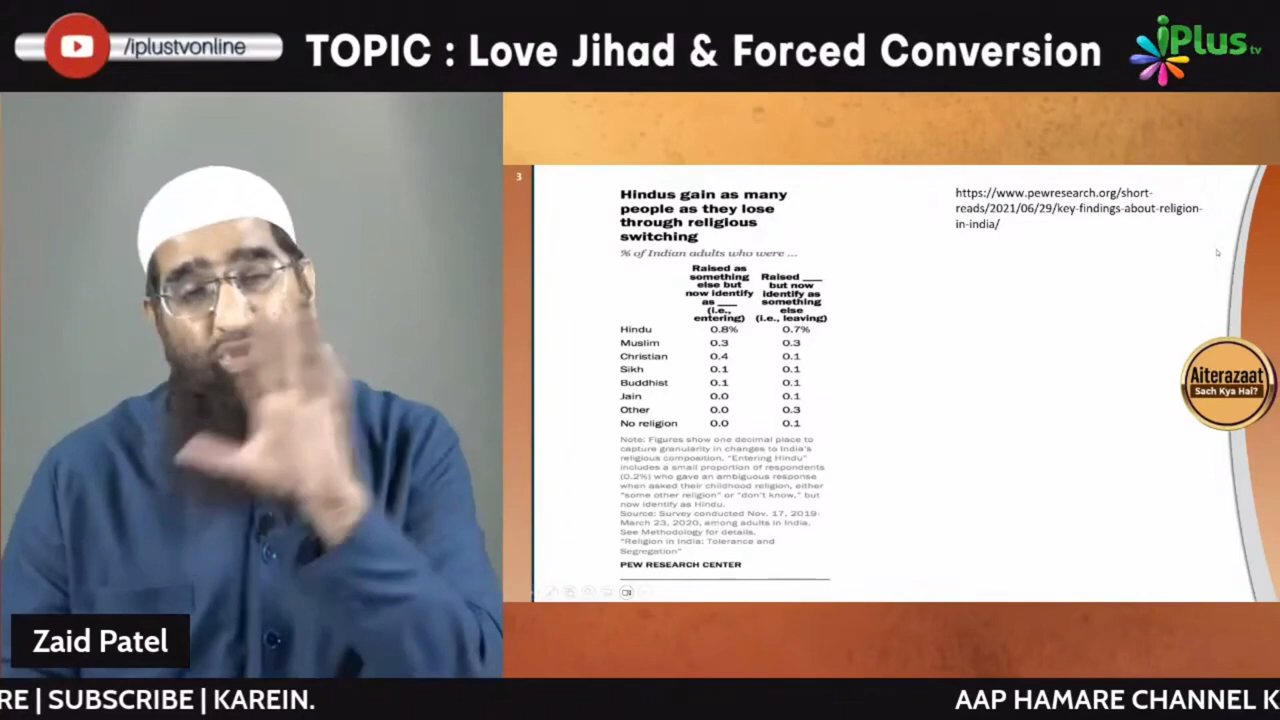 /iplustvonline
TOPIC : Love Jihad & Forced Conversion
iPlus tv
3
Hindus gain as many
people as they lose
through religious
switching
% of Indian adults who were ...
Raised as
something
else but
now identify
as ___
(i.e.,
entering)
Raised ___
but now
identify as
something
else
(i.e., leaving)
Hindu 0.8% 0.7%
Muslim 0.3 0.3
Christian 0.4 0.1
Sikh 0.1 0.1
Buddhist 0.1 0.1
Jain 0.0 0.1
Other 0.0 0.3
No religion 0.0 0.1
Note: Figures show one decimal place to
capture granularity in changes to India's
religious composition. "Entering Hindu"
includes a small proportion of respondents
(0.2%) who gave an ambiguous response
when asked their childhood religion, either
"some other religion" or "don't know," but
now identify as Hindu.
Source: Survey conducted Nov. 17, 2019-
March 23, 2020, among adults in India.
See Methodology for details.
"Religion in India: Tolerance and
Segregation"
PEW RESEARCH CENTER
https://www.pewresearch.org/short-
reads/2021/06/29/key-findings-about-religion-
in-india/
Aiterazaat
Sach Kya Hai?
Zaid Patel
RE | SUBSCRIBE | KAREIN. AAP HAMARE CHANNEL K